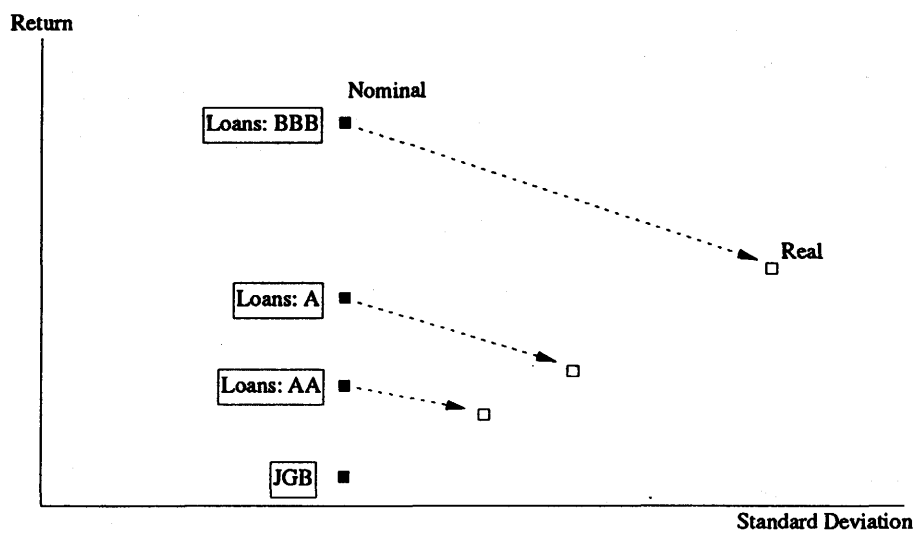 Return
Nominal
Loans: BBB
Real
Loans: A
Loans: AA
JGB
Standard Deviation